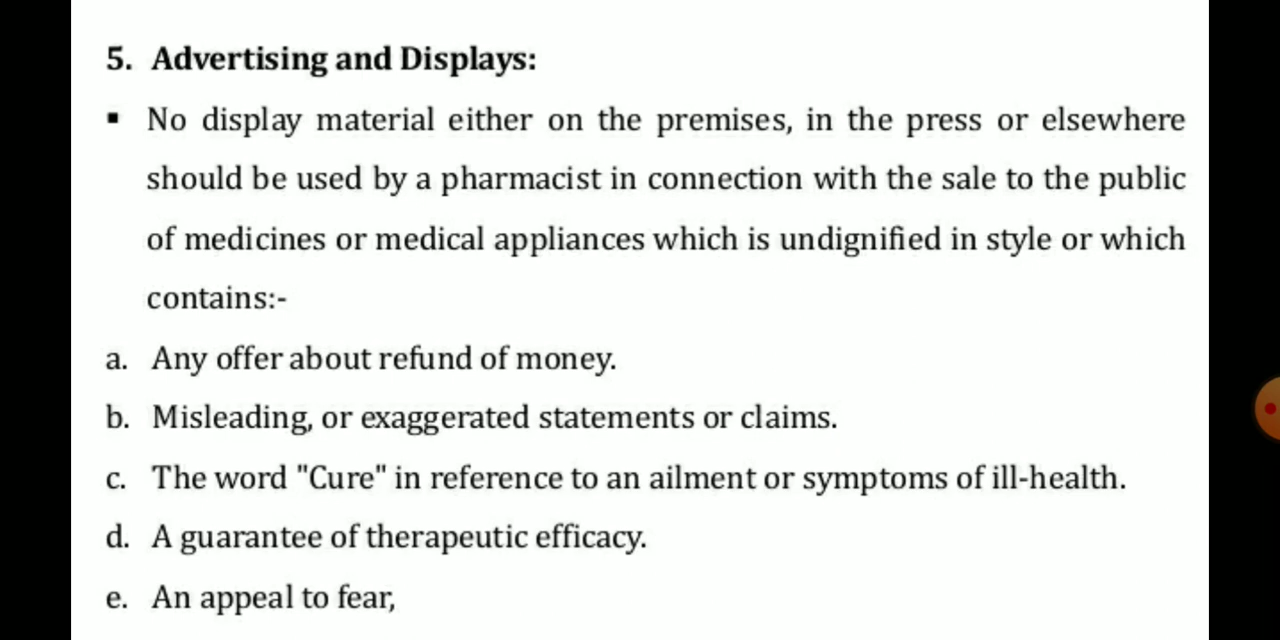 5. Advertising and Displays:
▪ No display material either on the premises, in the press or elsewhere
should be used by a pharmacist in connection with the sale to the public
of medicines or medical appliances which is undignified in style or which
contains:-
a. Any offer about refund of money.
b. Misleading, or exaggerated statements or claims.
c. The word "Cure" in reference to an ailment or symptoms of ill-health.
d. A guarantee of therapeutic efficacy.
e. An appeal to fear,